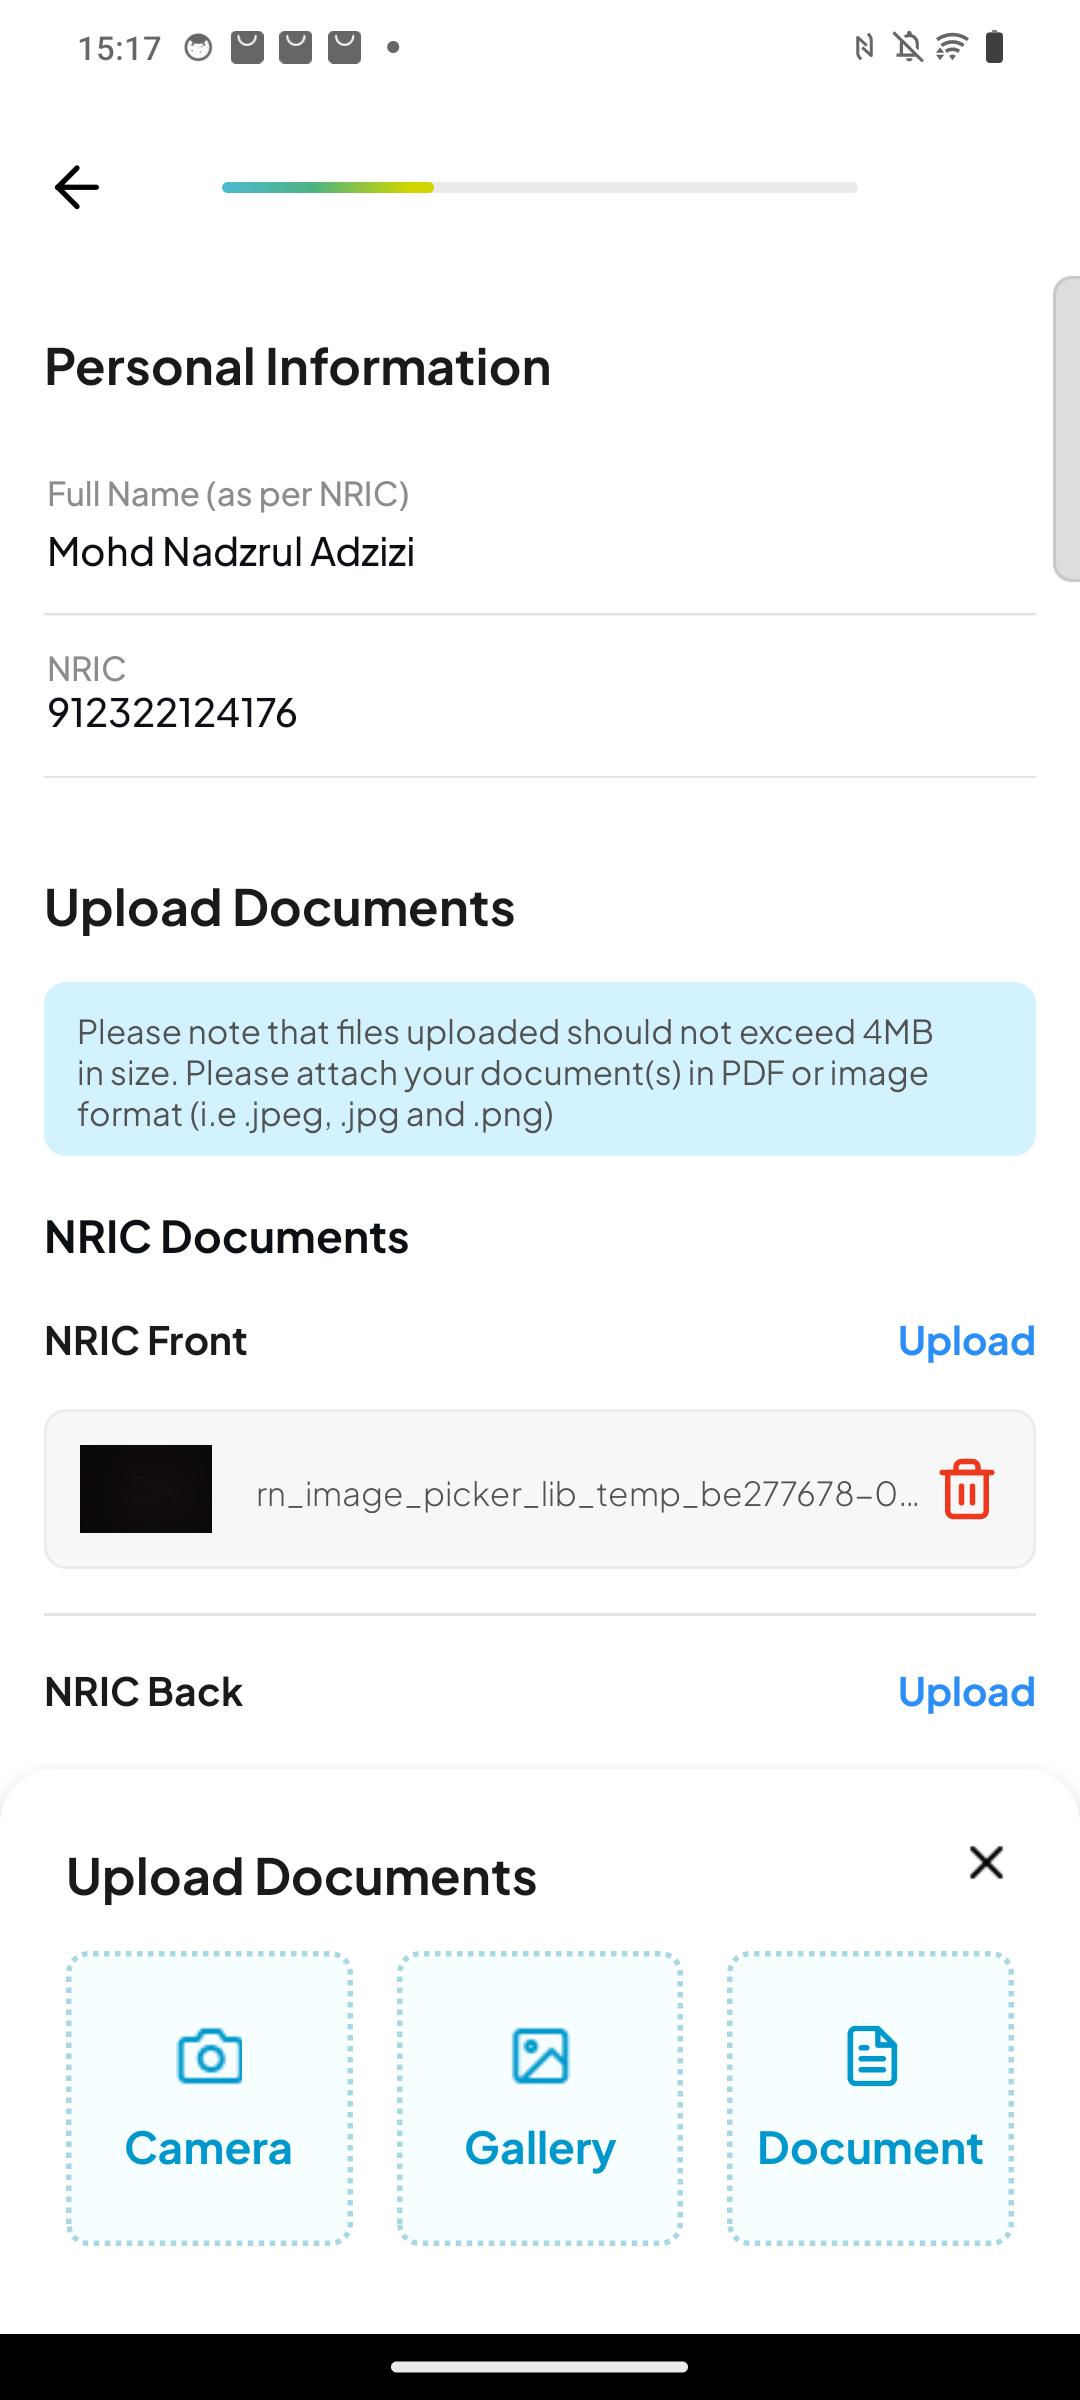 15:17
Personal Information
Full Name (as per NRIC)
Mohd Nadzrul Adzizi
NRIC
912322124176
Upload Documents
Please note that files uploaded should not exceed 4MB
in size. Please attach your document(s) in PDF or image
format (i.e .jpeg, .jpg and .png)
NRIC Documents
NRIC Front
Upload
rn_image_picker_lib_temp_be277678-0...
NRIC Back
Upload
Upload Documents
Camera
Gallery
Document